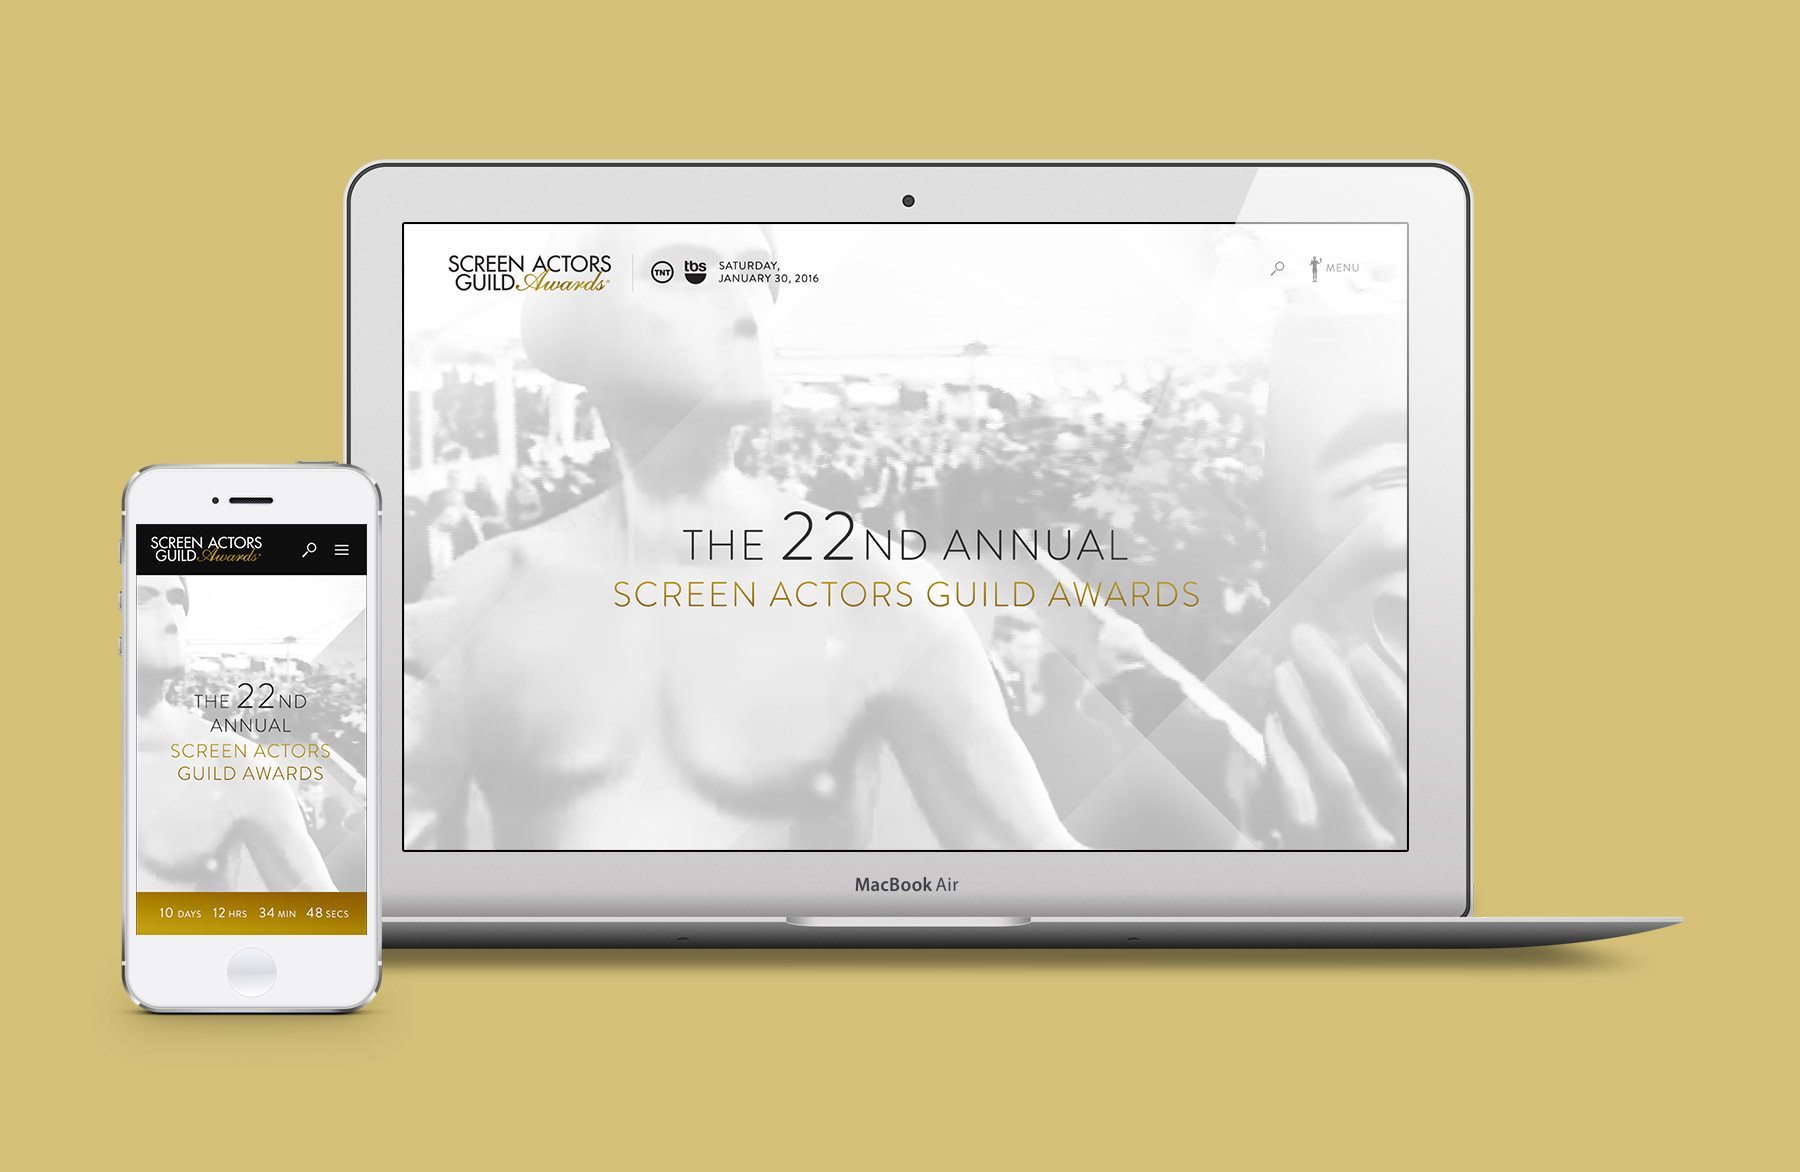 SCREEN ACTORS
GUILD Awards®
TNT
tbs
SATURDAY,
JANUARY 30, 2016
MENU
THE 22ND ANNUAL
SCREEN ACTORS GUILD AWARDS
MacBook Air
SCREEN ACTORS
GUILD Awards
THE 22ND
ANNUAL
SCREEN ACTORS
GUILD AWARDS
10 DAYS 12 HRS 34 MIN 48 SECS